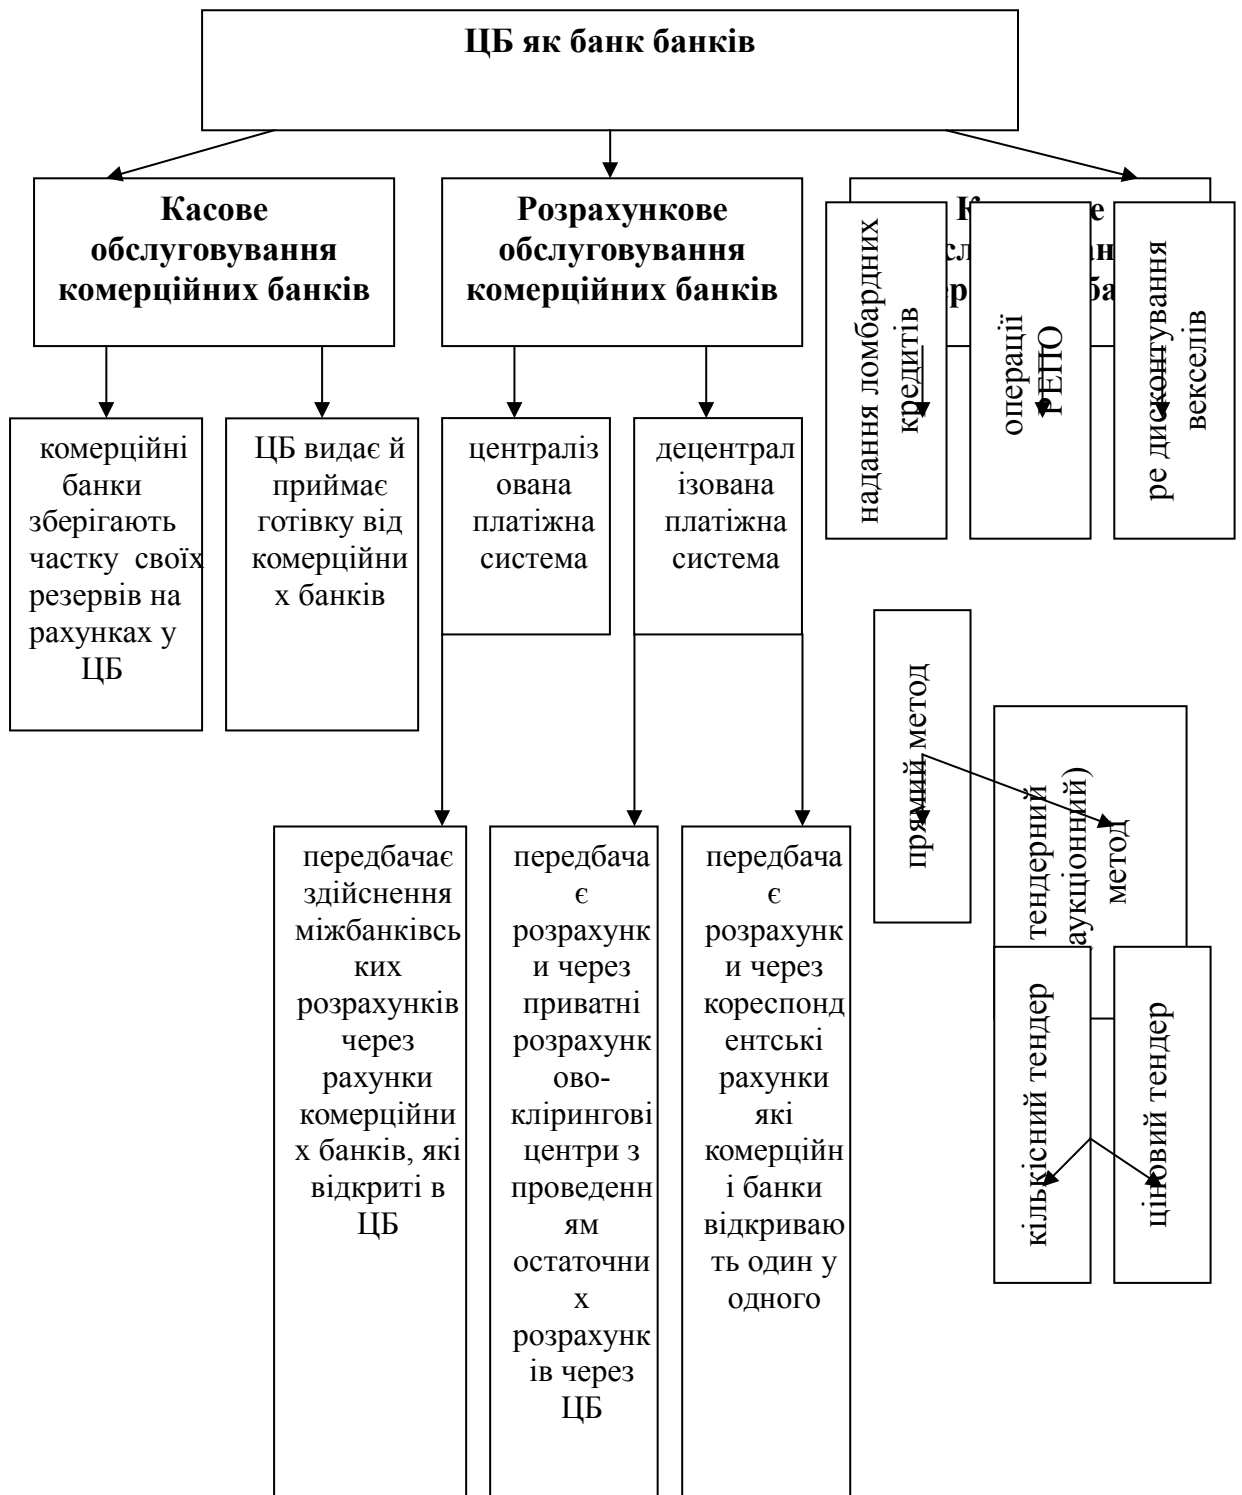 ЦБ як банк банків
Касове
обслуговування
комерційних банків
Розрахункове
обслуговування
комерційних банків
комерційні
банки
зберігають
частку своїх
резервів на
рахунках у
ЦБ
ЦБ видає й
приймає
готівку від
комерційни
х банків
централіз
ована
платіжна
система
децентрал
ізована
платіжна
система
надання ломбардних
кредитів
операції
РЕПО
ре дисконтування
векселів
передбачає
здійснення
міжбанківсь
ких
розрахунків
через
рахунки
комерційни
х банків, які
відкриті в
ЦБ
передбача
є
розрахунк
и через
приватні
розрахунк
ово-
клірингові
центри з
проведенн
ям
остаточни
х
розрахунк
ів через
ЦБ
передбача
є
розрахунк
и через
кореспонд
ентські
рахунки
які
комерційн
і банки
відкриваю
ть один у
одного
прямий метод
тендерний
аукціонний)
метод
кількісний тендер
ціновий тендер